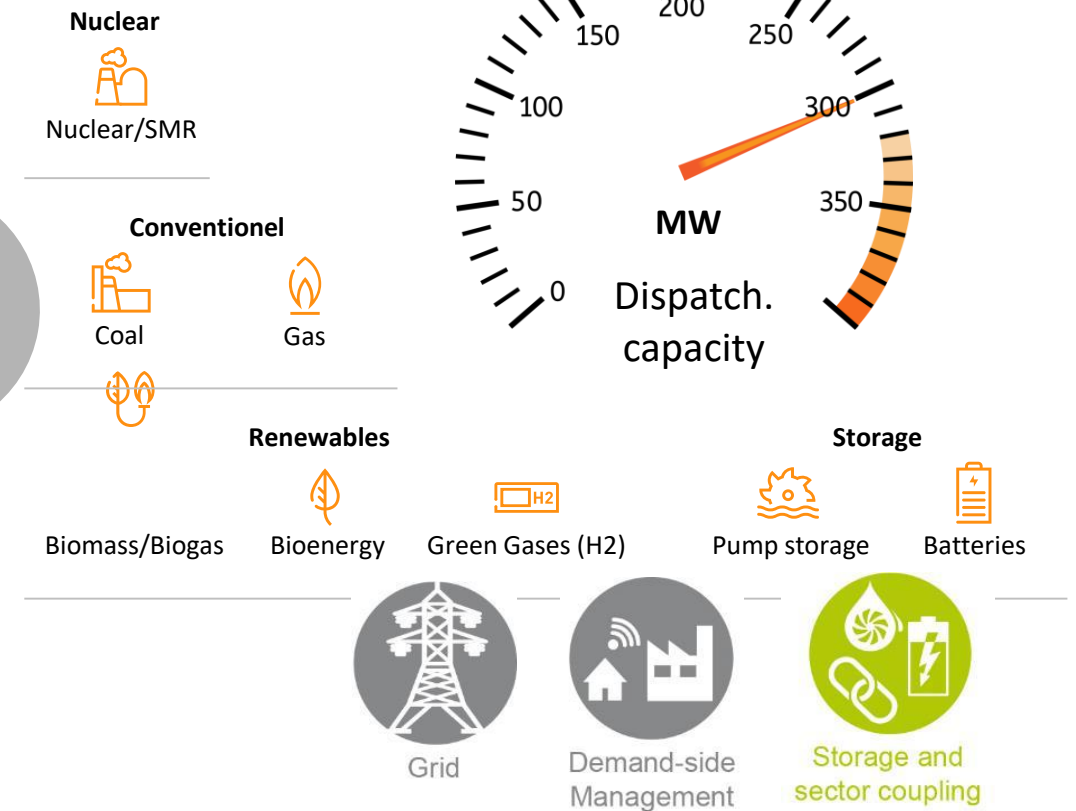 Nuclear
Nuclear/SMR
Conventionel
Coal
Gas
0
50
100
150
200
250
300
350
MW
Dispatch.
capacity
Renewables
Storage
H2
Biomass/Biogas
Bioenergy
Green Gases (H2)
Pump storage
Batteries
Grid
Demand-side
Management
Storage and
sector coupling